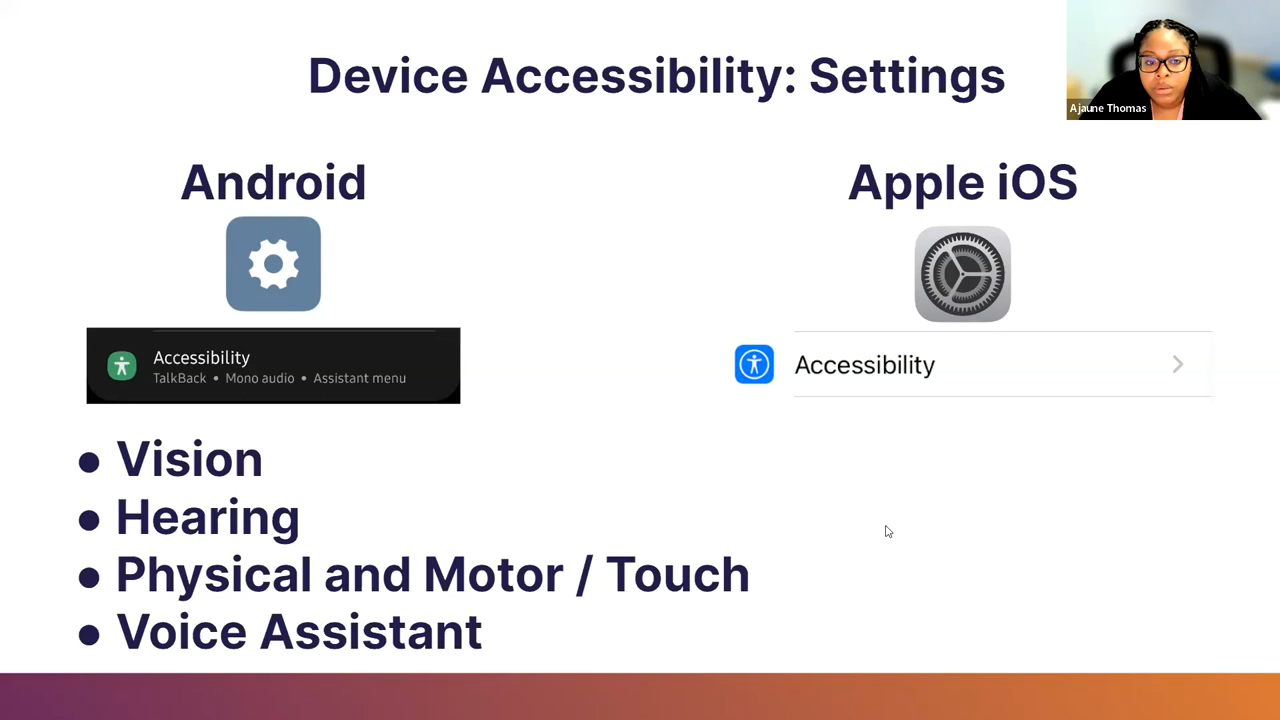 Device Accessibility: Settings
Ajaune Thomas
Android
Apple iOS
Accessibility
TalkBack • Mono audio • Assistant menu
Accessibility
• Vision
• Hearing
• Physical and Motor / Touch
• Voice Assistant